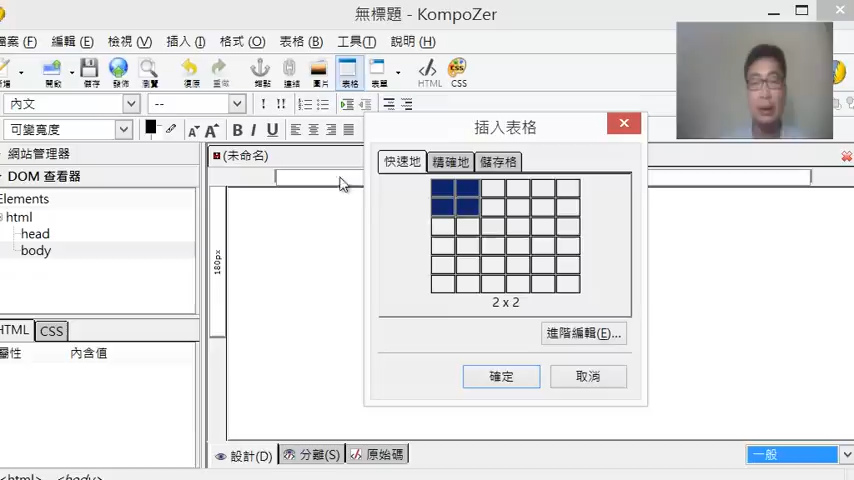 無標題 - KompoZer
檔案 (F) 編輯 (E) 檢視 (V) 插入 (I) 格式 (O) 表格 (B) 工具(T) 說明 (H)
開啟 儲存 發佈 瀏覽 復原 重做 錨點 連結 圖片 表格 表單 HTML CSS
內文 -- ! !!
可變寬度 A A B I U
網站管理器
DOM 查看器
Elements
html
head
body
HTML CSS
屬性 內含值
(未命名)
180px
插入表格
快速地 精確地 儲存格
2 x 2
進階編輯(E)...
確定 取消
設計(D) 分離(S) 原始碼
一般
<html> <body>